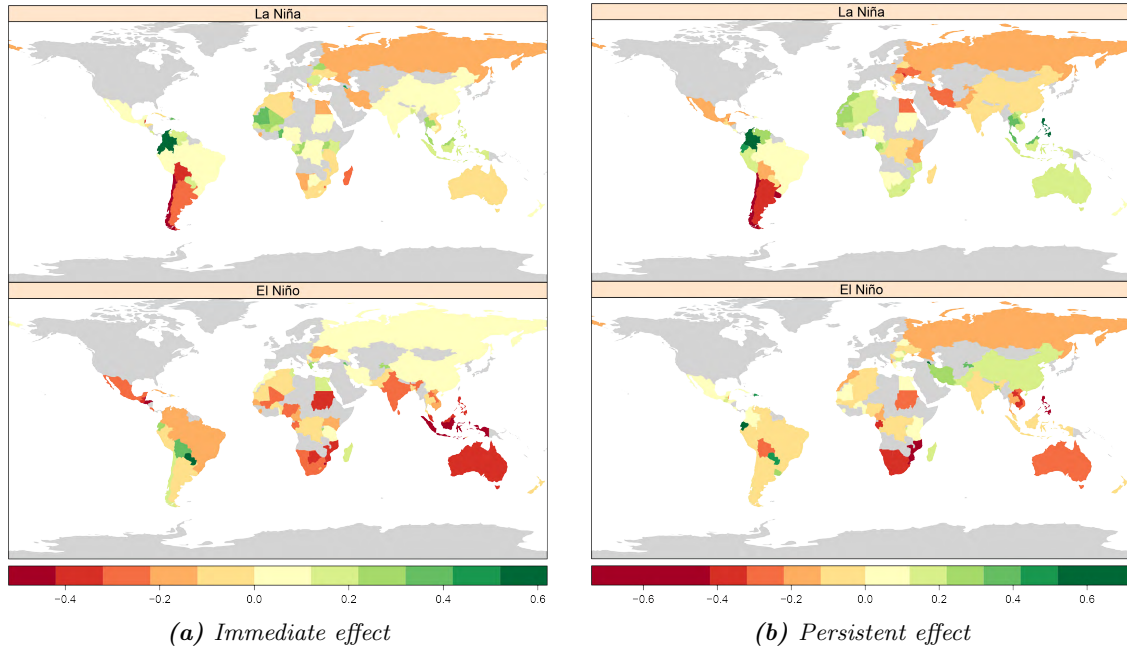 La Niña
El Niño
−0.4 −0.2 0.0 0.2 0.4 0.6
(a) Immediate effect
La Niña
El Niño
−0.6 −0.4 −0.2 0.0 0.2 0.4 0.6
(b) Persistent effect